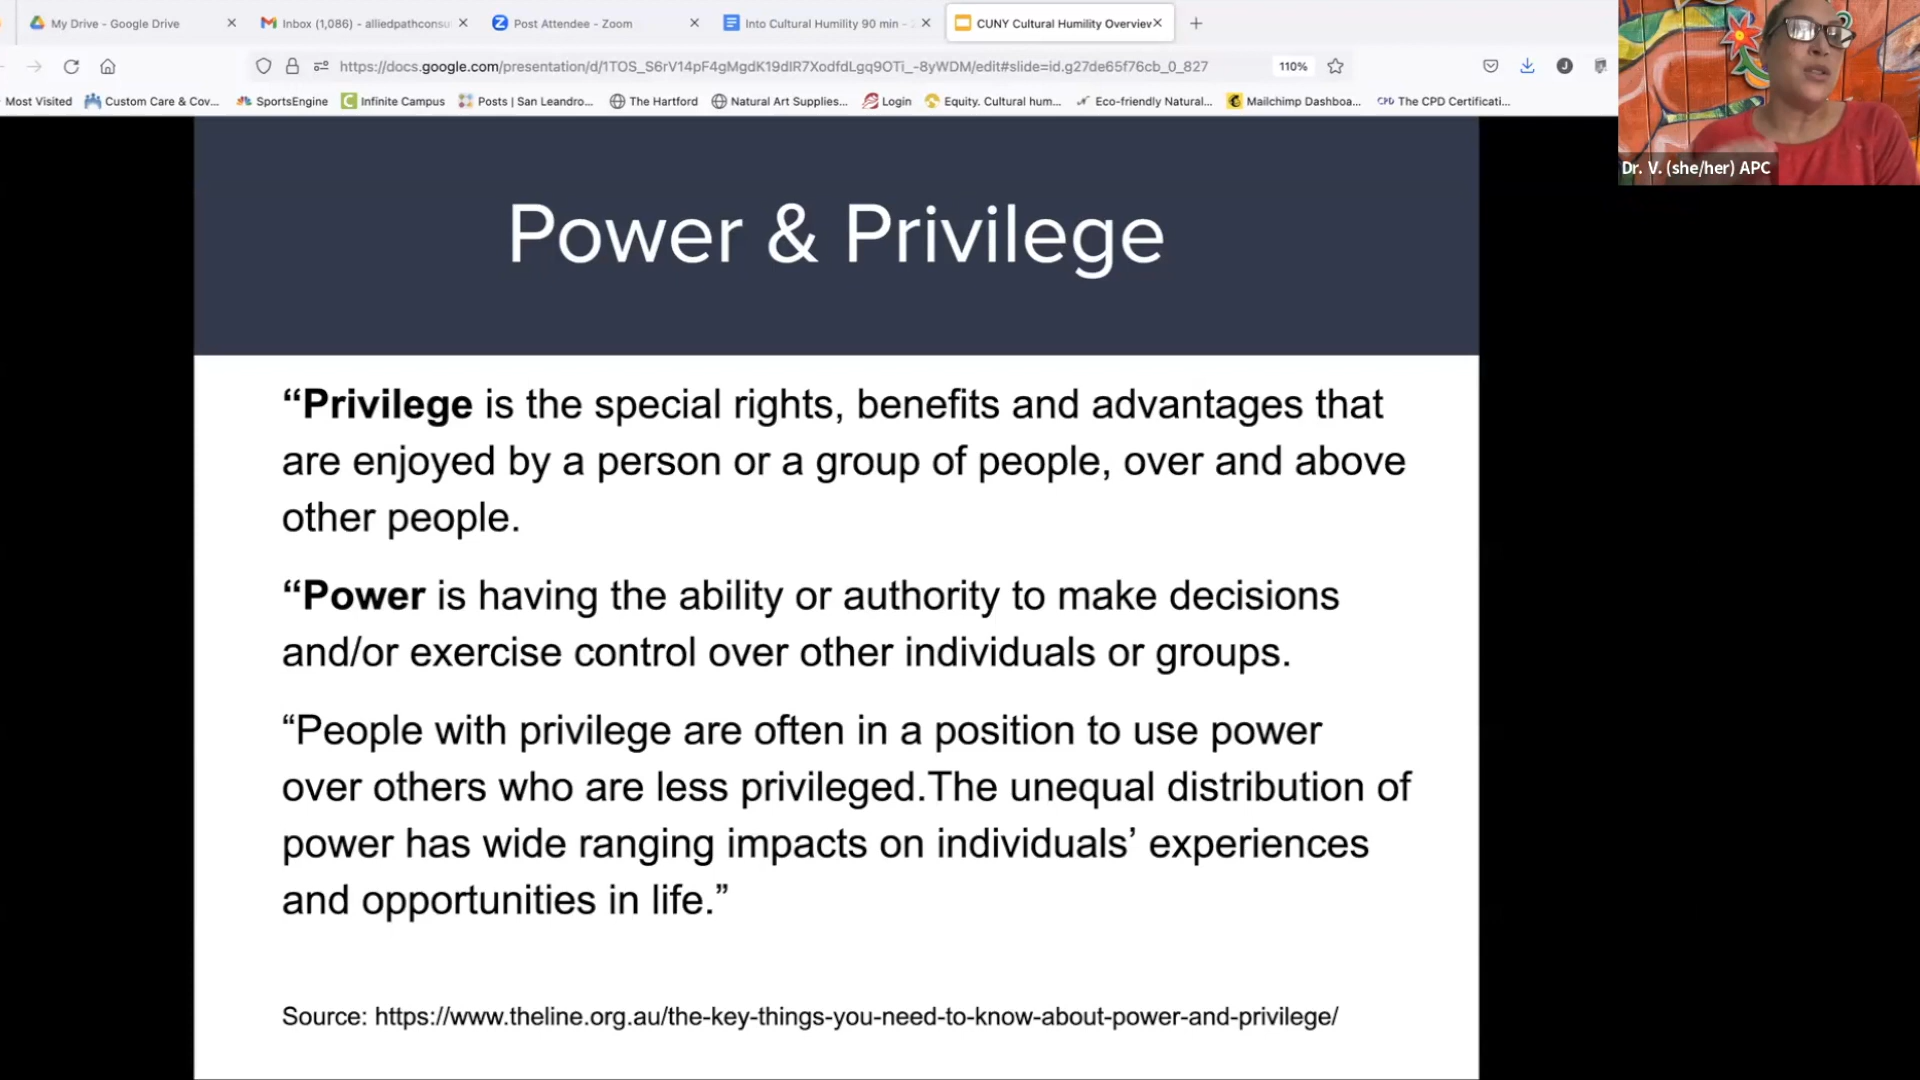 My Drive - Google Drive
Inbox (1,086) - alliedpathconsu
Post Attendee - Zoom
Into Cultural Humility 90 min -
CUNY Cultural Humility Overview
https://docs.google.com/presentation/d/1TOS_S6rV14pF4gMgdK19dIR7XodfdLgq9OTi_-8yWDM/edit#slide=id.g27de65f76cb_0_827
110%
J
Most Visited
Custom Care & Cov...
SportsEngine
Infinite Campus
Posts | San Leandro...
The Hartford
Natural Art Supplies...
Login
Equity. Cultural hum...
Eco-friendly Natural...
Mailchimp Dashboa...
CPD The CPD Certificati...
Dr. V. (she/her) APC
Power & Privilege
“Privilege is the special rights, benefits and advantages that
are enjoyed by a person or a group of people, over and above
other people.
“Power is having the ability or authority to make decisions
and/or exercise control over other individuals or groups.
“People with privilege are often in a position to use power
over others who are less privileged.The unequal distribution of
power has wide ranging impacts on individuals’ experiences
and opportunities in life.”
Source: https://www.theline.org.au/the-key-things-you-need-to-know-about-power-and-privilege/